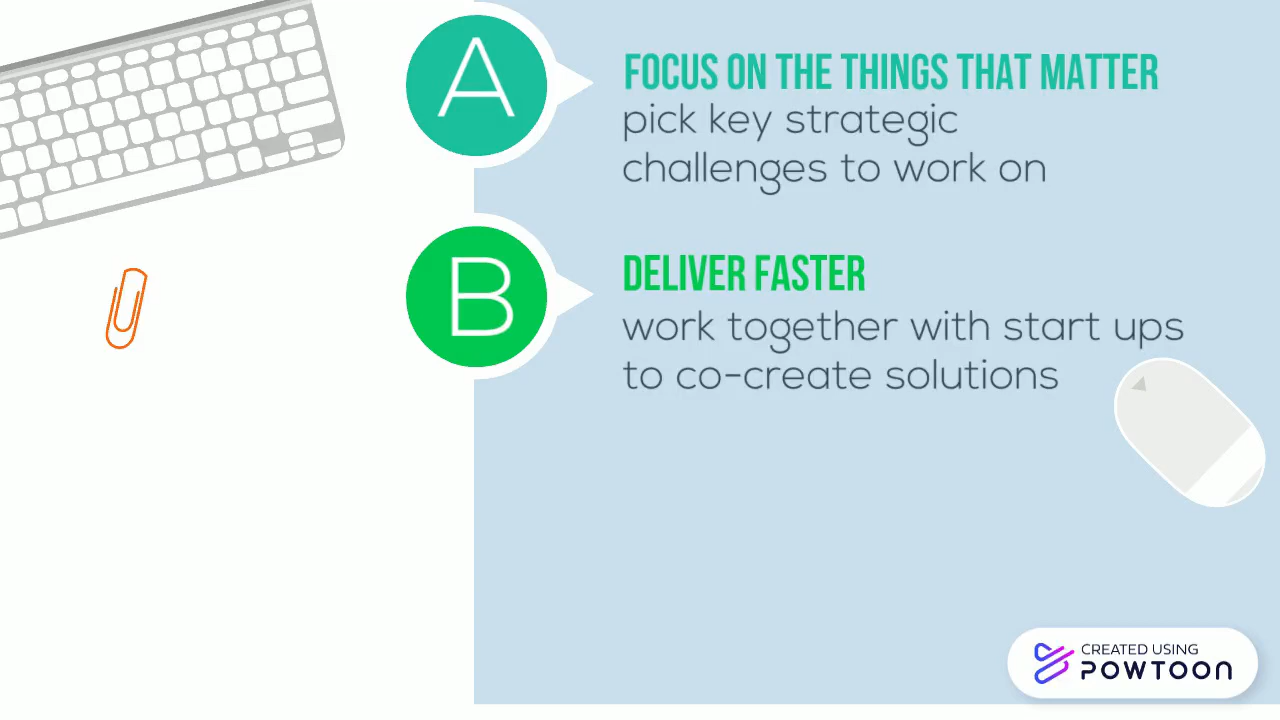 A
FOCUS ON THE THINGS THAT MATTER
pick key strategic
challenges to work on
B
DELIVER FASTER
work together with start ups
to co-create solutions
CREATED USING
POWTOON